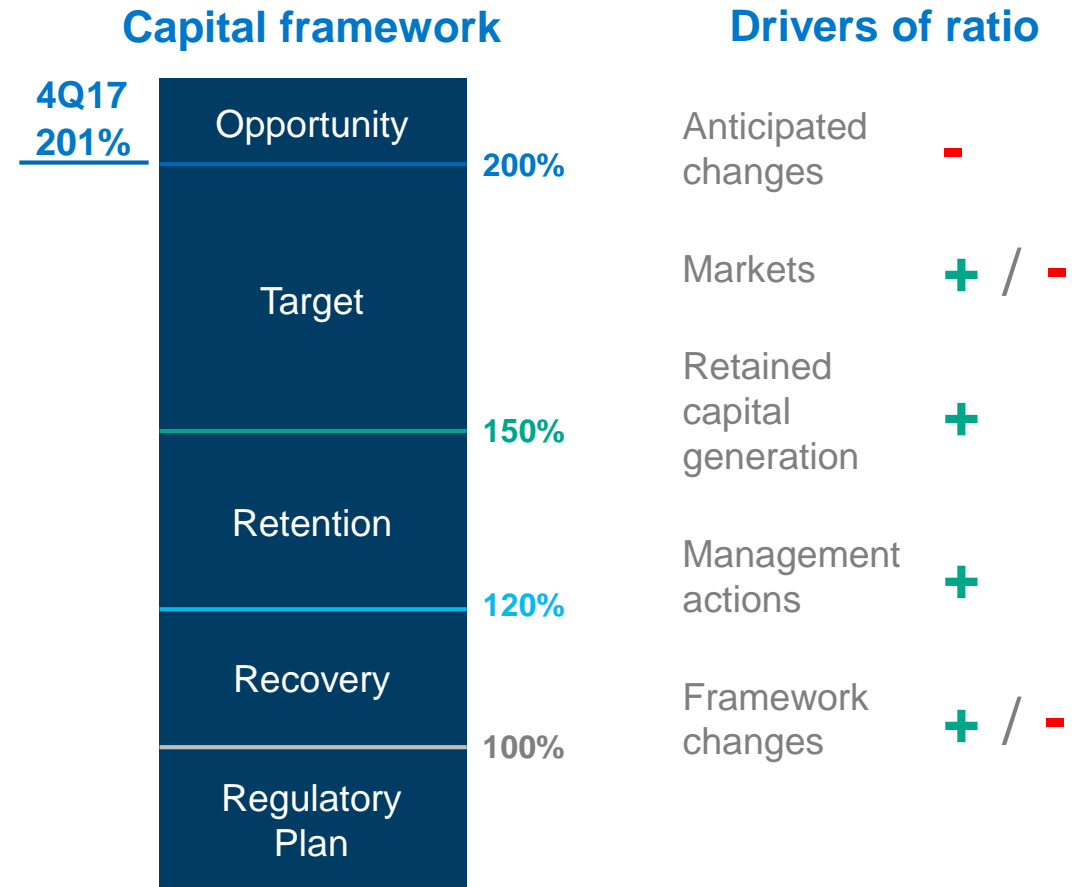 Capital framework
4Q17
201%
Opportunity
200%
Target
150%
Retention
120%
Recovery
100%
Regulatory
Plan
Drivers of ratio
Anticipated
changes
-
Markets
+ / -
Retained
capital
generation
+
Management
actions
+
Framework
changes
+ / -